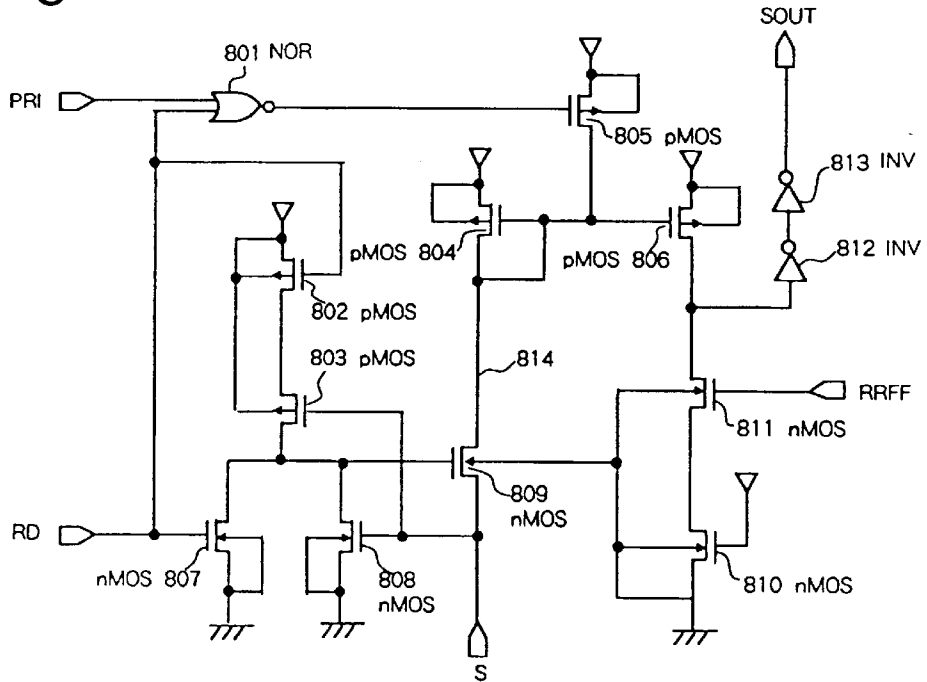 SOUT
801 NOR
PRI
805 pMOS
813 INV
pMOS 804
pMOS 806
812 INV
802 pMOS
803 pMOS
814
RRFF
811 nMOS
809
nMOS
RD
nMOS 807
808
nMOS
810 nMOS
S